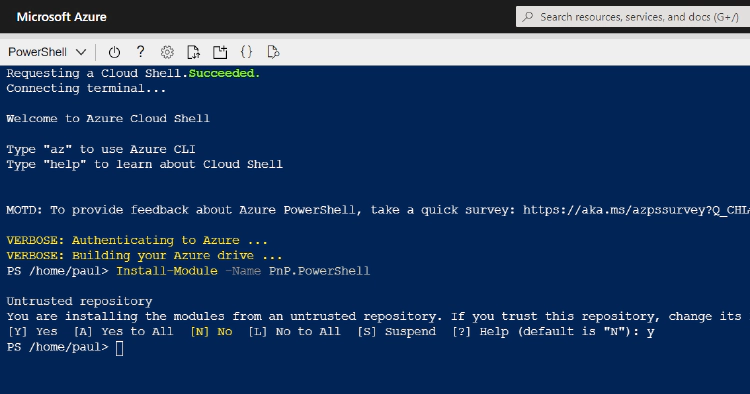 Microsoft Azure
Search resources, services, and docs (G+/)
PowerShell
Requesting a Cloud Shell.Succeeded.
Connecting terminal...
Welcome to Azure Cloud Shell
Type "az" to use Azure CLI
Type "help" to learn about Cloud Shell
MOTD: To provide feedback about Azure PowerShell, take a quick survey: https://aka.ms/azpssurvey?Q_CHL
VERBOSE: Authenticating to Azure ...
VERBOSE: Building your Azure drive ...
PS /home/paul> Install-Module -Name PnP.PowerShell
Untrusted repository
You are installing the modules from an untrusted repository. If you trust this repository, change its
[Y] Yes  [A] Yes to All  [N] No  [L] No to All  [S] Suspend  [?] Help (default is "N"): y
PS /home/paul>